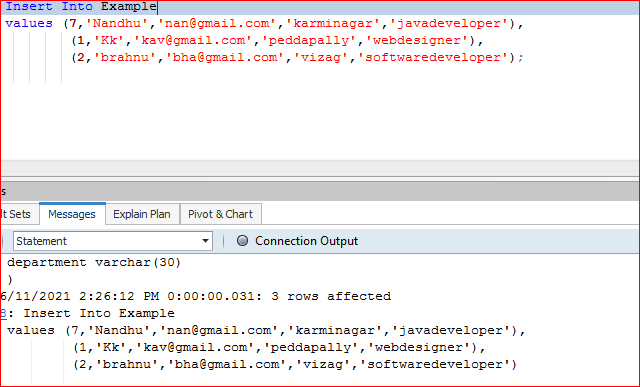 Insert Into Example
values (7,'Nandhu','nan@gmail.com','karminagar','javadeveloper'),
(1,'Kk','kav@gmail.com','peddapally','webdesigner'),
(2,'brahnu','bha@gmail.com','vizag','softwaredeveloper');
s
lt Sets Messages Explain Plan Pivot & Chart
Statement Connection Output
department varchar(30)
)
6/11/2021 2:26:12 PM 0:00:00.031: 3 rows affected
8: Insert Into Example
values (7,'Nandhu','nan@gmail.com','karminagar','javadeveloper'),
(1,'Kk','kav@gmail.com','peddapally','webdesigner'),
(2,'brahnu','bha@gmail.com','vizag','softwaredeveloper')